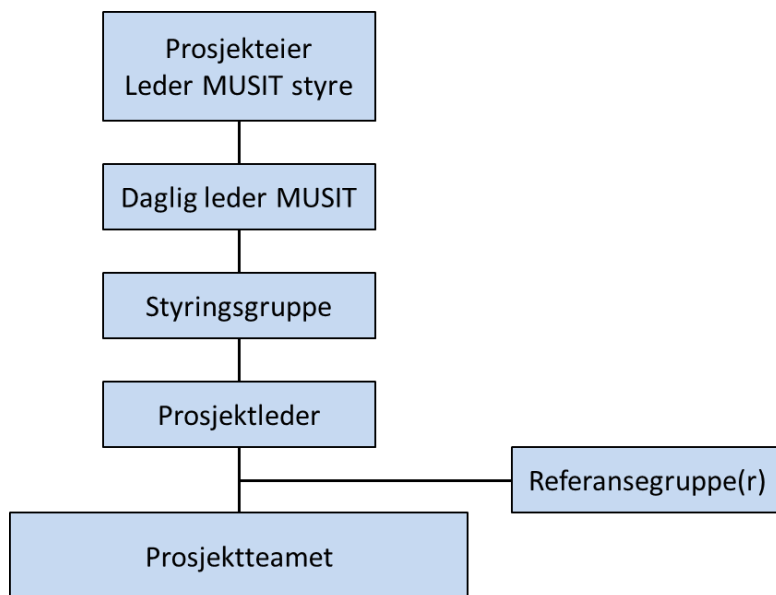 Prosjekteier
Leder MUSIT styre
Daglig leder MUSIT
Styringsgruppe
Prosjektleder
Referansegruppe(r)
Prosjektteamet